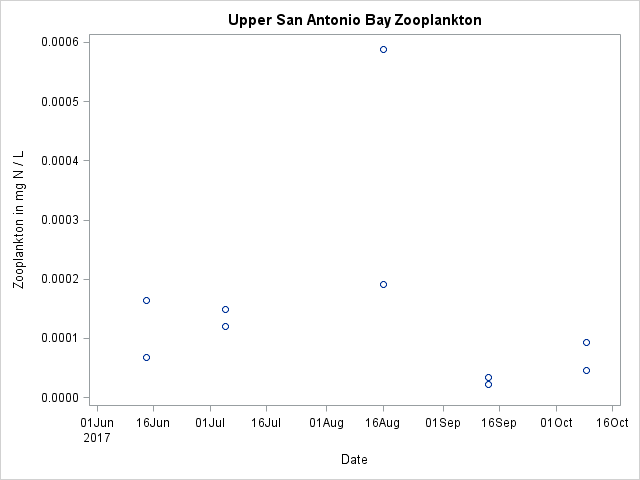 Upper San Antonio Bay Zooplankton
Zooplankton in mg N / L
0.0006
0.0005
0.0004
0.0003
0.0002
0.0001
0.0000
01Jun 16Jun 01Jul 16Jul 01Aug 16Aug 01Sep 16Sep 01Oct 16Oct
2017
Date